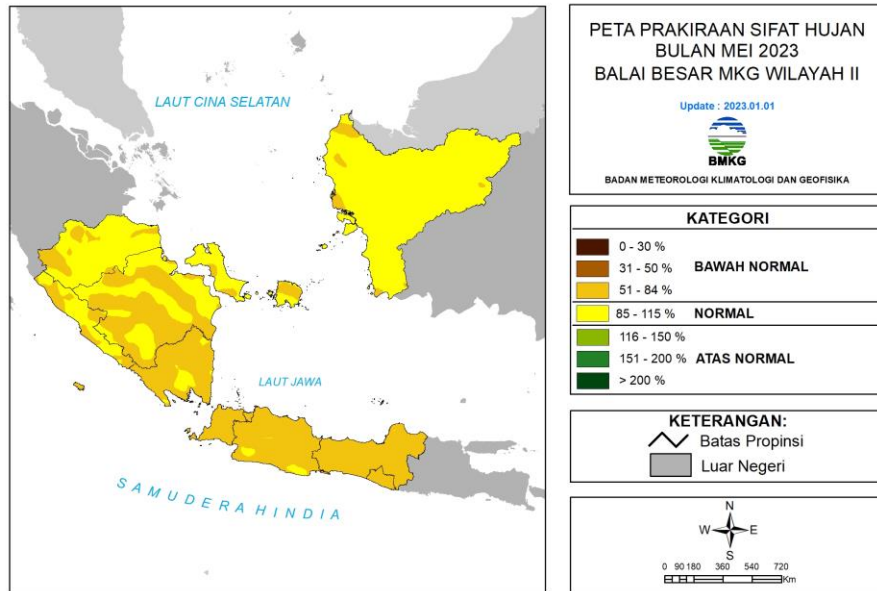 PETA PRAKIRAAN SIFAT HUJAN
BULAN MEI 2023
BALAI BESAR MKG WILAYAH II
Update : 2023.01.01
BMKG
BADAN METEOROLOGI KLIMATOLOGI DAN GEOFISIKA
LAUT CINA SELATAN
LAUT JAWA
SAMUDERA HINDIA
KATEGORI
0 - 30 %
31 - 50 %
BAWAH NORMAL
51 - 84 %
85 - 115 %
NORMAL
116 - 150 %
151 - 200 %
ATAS NORMAL
> 200 %
KETERANGAN:
Batas Propinsi
Luar Negeri
N
W
E
S
0 90 180 360 540 720
Km